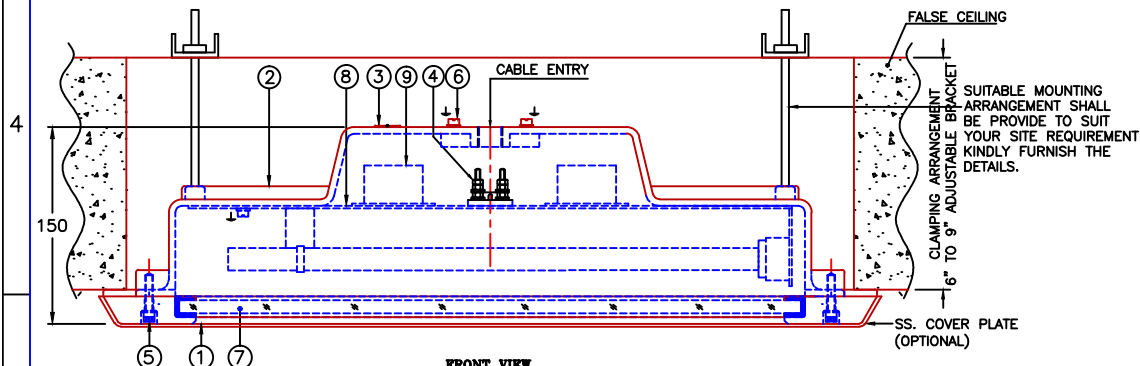 FALSE CEILING
CABLE ENTRY
2
8
9
3
4
6
4
SUITABLE MOUNTING
ARRANGEMENT SHALL
BE PROVIDE TO SUIT
YOUR SITE REQUIREMENT
KINDLY FURNISH THE
DETAILS.
CLAMPING ARRANGEMENT
6" TO 9" ADJUSTABLE BRACKET
150
SS. COVER PLATE
(OPTIONAL)
5
1
7
FRONT VIEW